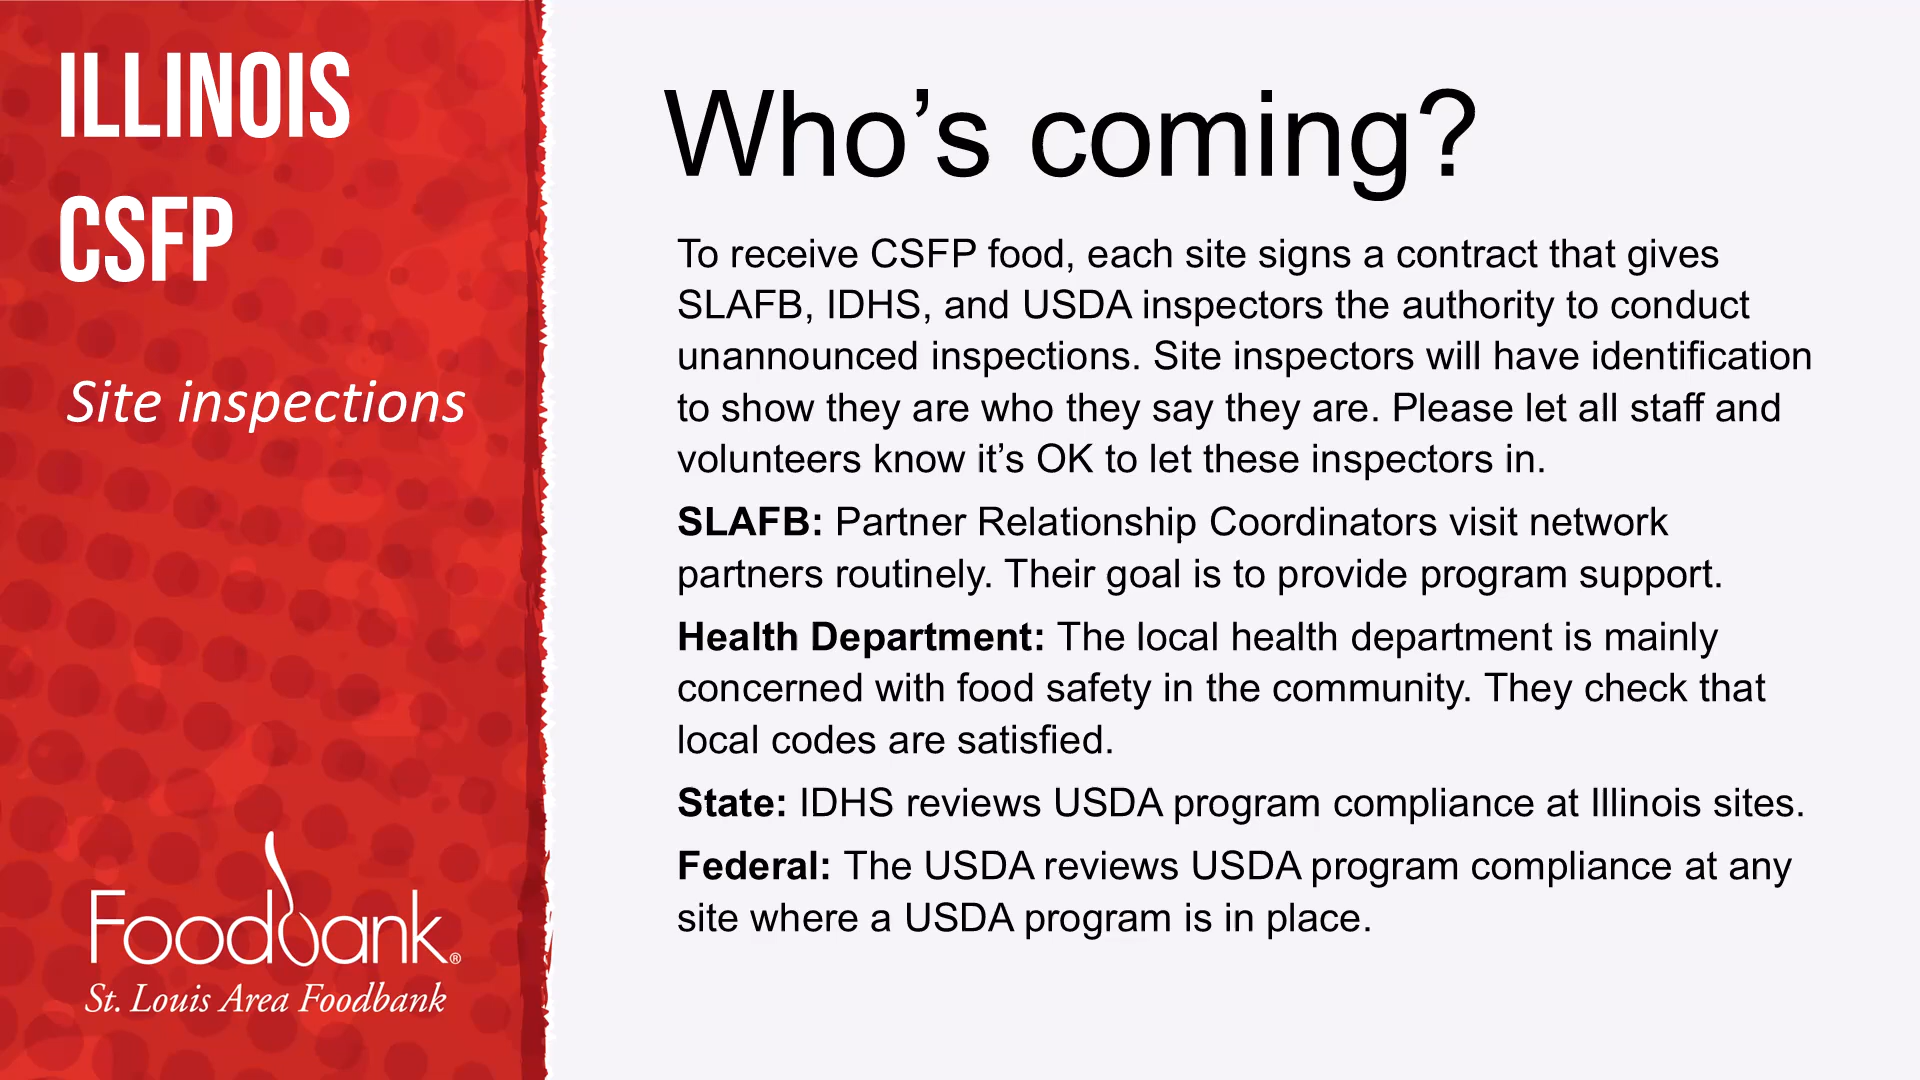 ILLINOIS
CSFP
Site inspections
Foodbank®
St. Louis Area Foodbank
Who’s coming?
To receive CSFP food, each site signs a contract that gives
SLAFB, IDHS, and USDA inspectors the authority to conduct
unannounced inspections. Site inspectors will have identification
to show they are who they say they are. Please let all staff and
volunteers know it’s OK to let these inspectors in.
SLAFB: Partner Relationship Coordinators visit network
partners routinely. Their goal is to provide program support.
Health Department: The local health department is mainly
concerned with food safety in the community. They check that
local codes are satisfied.
State: IDHS reviews USDA program compliance at Illinois sites.
Federal: The USDA reviews USDA program compliance at any
site where a USDA program is in place.